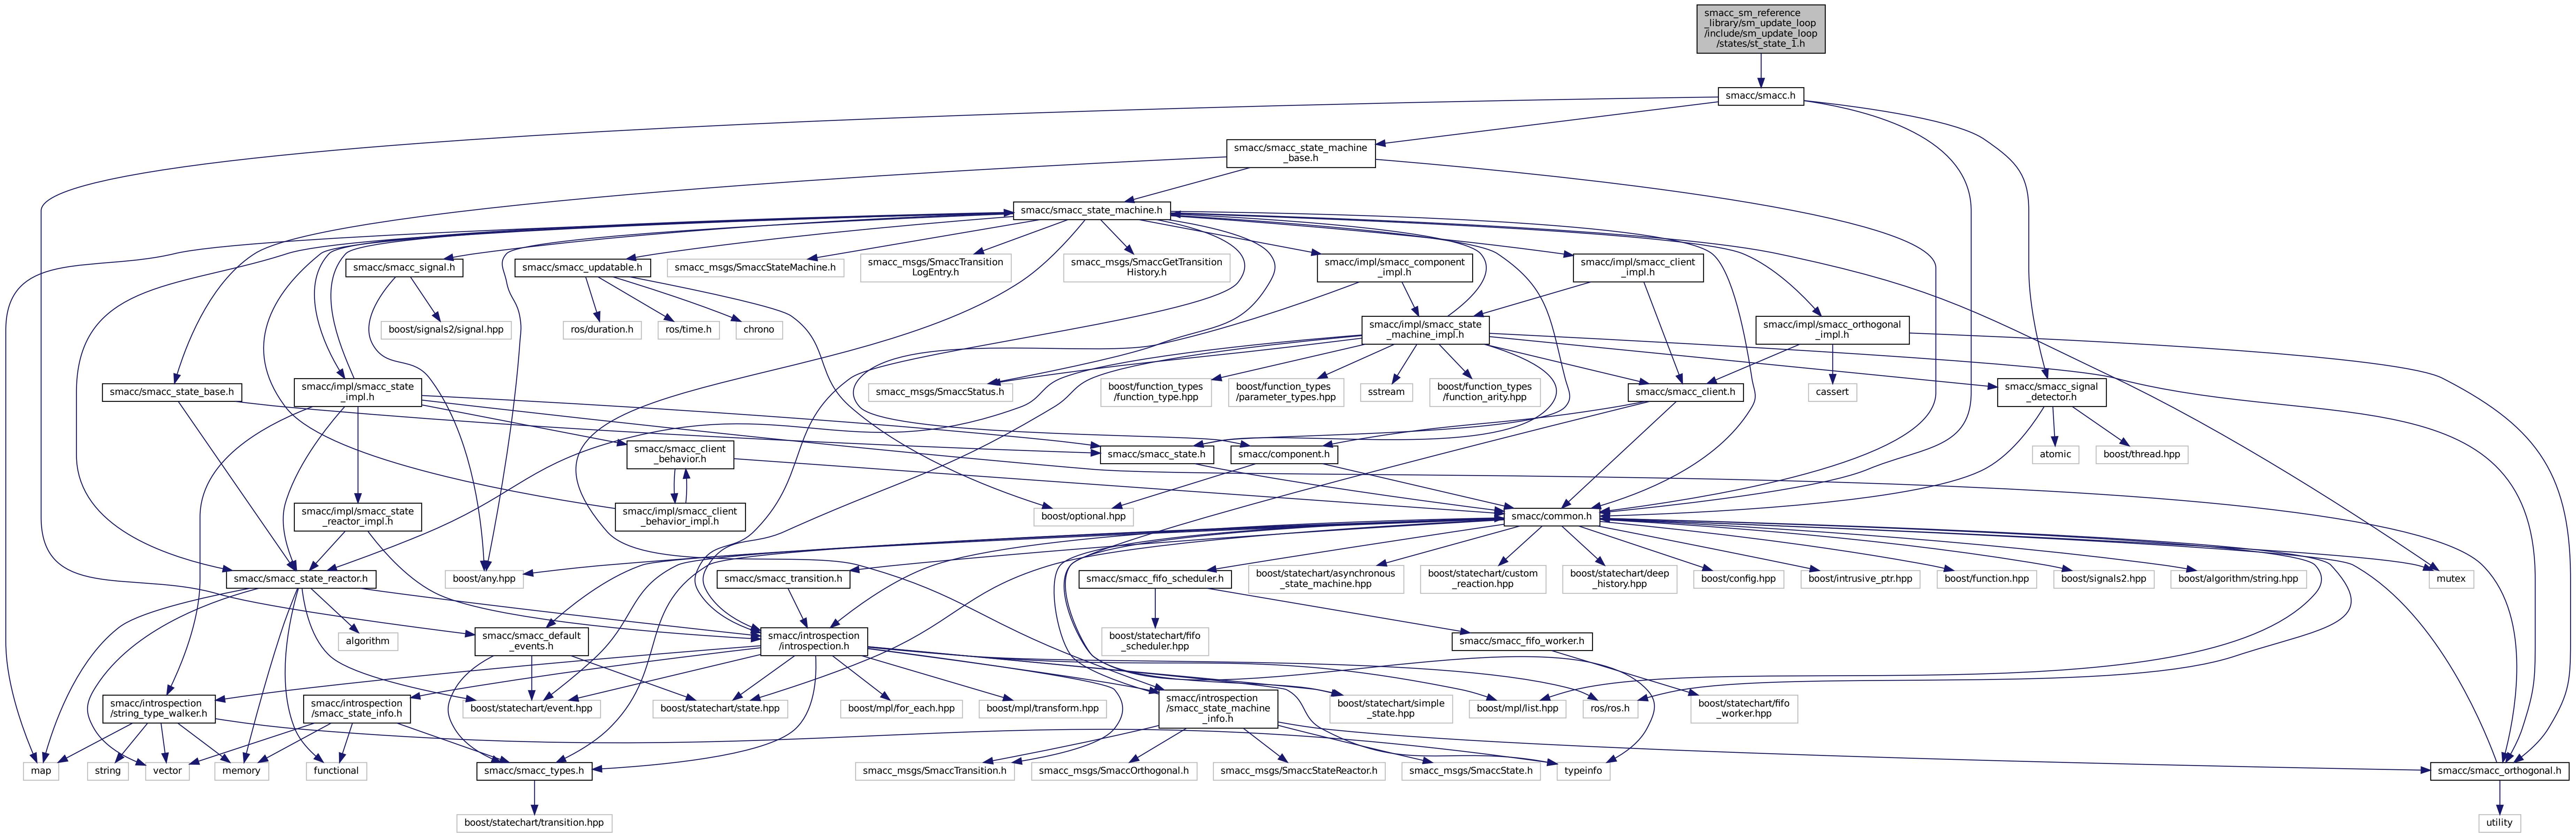 smacc_sm_reference
_library/sm_update_loop
/include/sm_update_loop
/states/st_state_1.h
smacc/smacc.h
smacc/smacc_state_machine
_base.h
smacc/smacc_state_machine.h
smacc/smacc_signal.h
smacc/smacc_updatable.h
smacc_msgs/SmaccStateMachine.h
smacc_msgs/SmaccTransition
LogEntry.h
smacc_msgs/SmaccGetTransition
History.h
smacc/impl/smacc_component
_impl.h
smacc/impl/smacc_client
_impl.h
boost/signals2/signal.hpp
ros/duration.h
ros/time.h
chrono
smacc/impl/smacc_state
_machine_impl.h
smacc/impl/smacc_orthogonal
_impl.h
smacc/smacc_state_base.h
smacc/impl/smacc_state
_impl.h
smacc_msgs/SmaccStatus.h
boost/function_types
/function_type.hpp
boost/function_types
/parameter_types.hpp
sstream
boost/function_types
/function_arity.hpp
smacc/smacc_client.h
cassert
smacc/smacc_signal
_detector.h
smacc/smacc_client
_behavior.h
smacc/smacc_state.h
smacc/component.h
atomic
boost/thread.hpp
smacc/impl/smacc_state
_reactor_impl.h
smacc/impl/smacc_client
_behavior_impl.h
boost/optional.hpp
smacc/common.h
smacc/smacc_state_reactor.h
boost/any.hpp
smacc/smacc_transition.h
smacc/smacc_fifo_scheduler.h
boost/statechart/asynchronous
_state_machine.hpp
boost/statechart/custom
_reaction.hpp
boost/statechart/deep
_history.hpp
boost/config.hpp
boost/intrusive_ptr.hpp
boost/function.hpp
boost/signals2.hpp
boost/algorithm/string.hpp
mutex
algorithm
smacc/smacc_default
_events.h
smacc/introspection
/introspection.h
boost/statechart/fifo
_scheduler.hpp
smacc/smacc_fifo_worker.h
smacc/introspection
/string_type_walker.h
smacc/introspection
/smacc_state_info.h
boost/statechart/event.hpp
boost/statechart/state.hpp
boost/mpl/for_each.hpp
boost/mpl/transform.hpp
smacc/introspection
/smacc_state_machine
_info.h
boost/statechart/simple
_state.hpp
boost/mpl/list.hpp
ros/ros.h
boost/statechart/fifo
_worker.hpp
map
string
vector
memory
functional
smacc/smacc_types.h
smacc_msgs/SmaccTransition.h
smacc_msgs/SmaccOrthogonal.h
smacc_msgs/SmaccStateReactor.h
smacc_msgs/SmaccState.h
typeinfo
smacc/smacc_orthogonal.h
boost/statechart/transition.hpp
utility